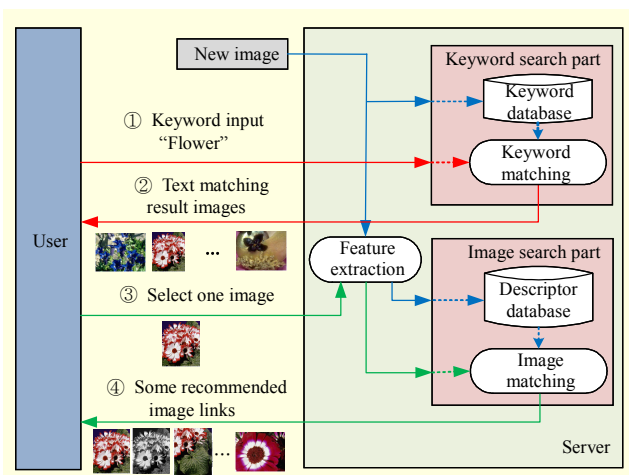 New image
Keyword search part
Keyword
database
① Keyword input
“Flower”
Keyword
matching
② Text matching
result images
...
User
Feature
extraction
Image search part
③ Select one image
Descriptor
database
Image
matching
④ Some recommended
image links
...
Server